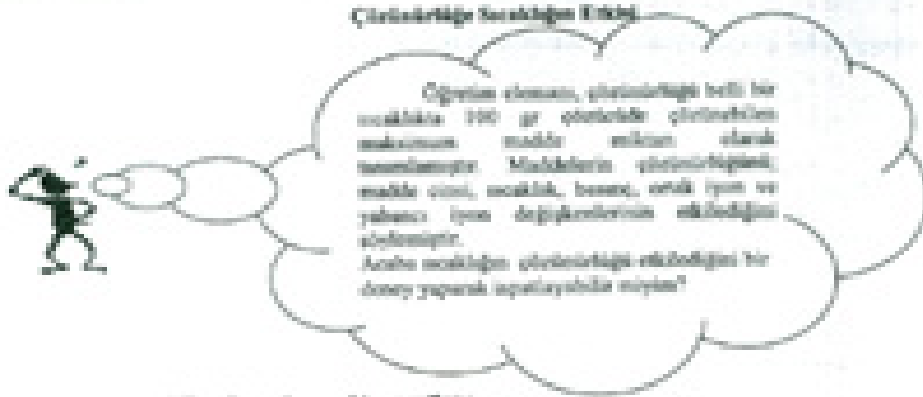 Çözünürlüğe Sıcaklığın Etkisi
Öğretim elemanı, çözünürlüğü belli bir
sıcaklıkta 100 gr çözücüde çözünebilen
maksimum madde miktarı olarak
tanımlamıştır. Maddelerin çözünürlüğünü;
madde cinsi, sıcaklık, basınç, ortak iyon ve
yabancı iyon değişkenlerinin etkilediğini
söylemiştir.
Acaba sıcaklığın çözünürlüğü etkilediğini bir
deney yaparak ispatlayabilir miyim?